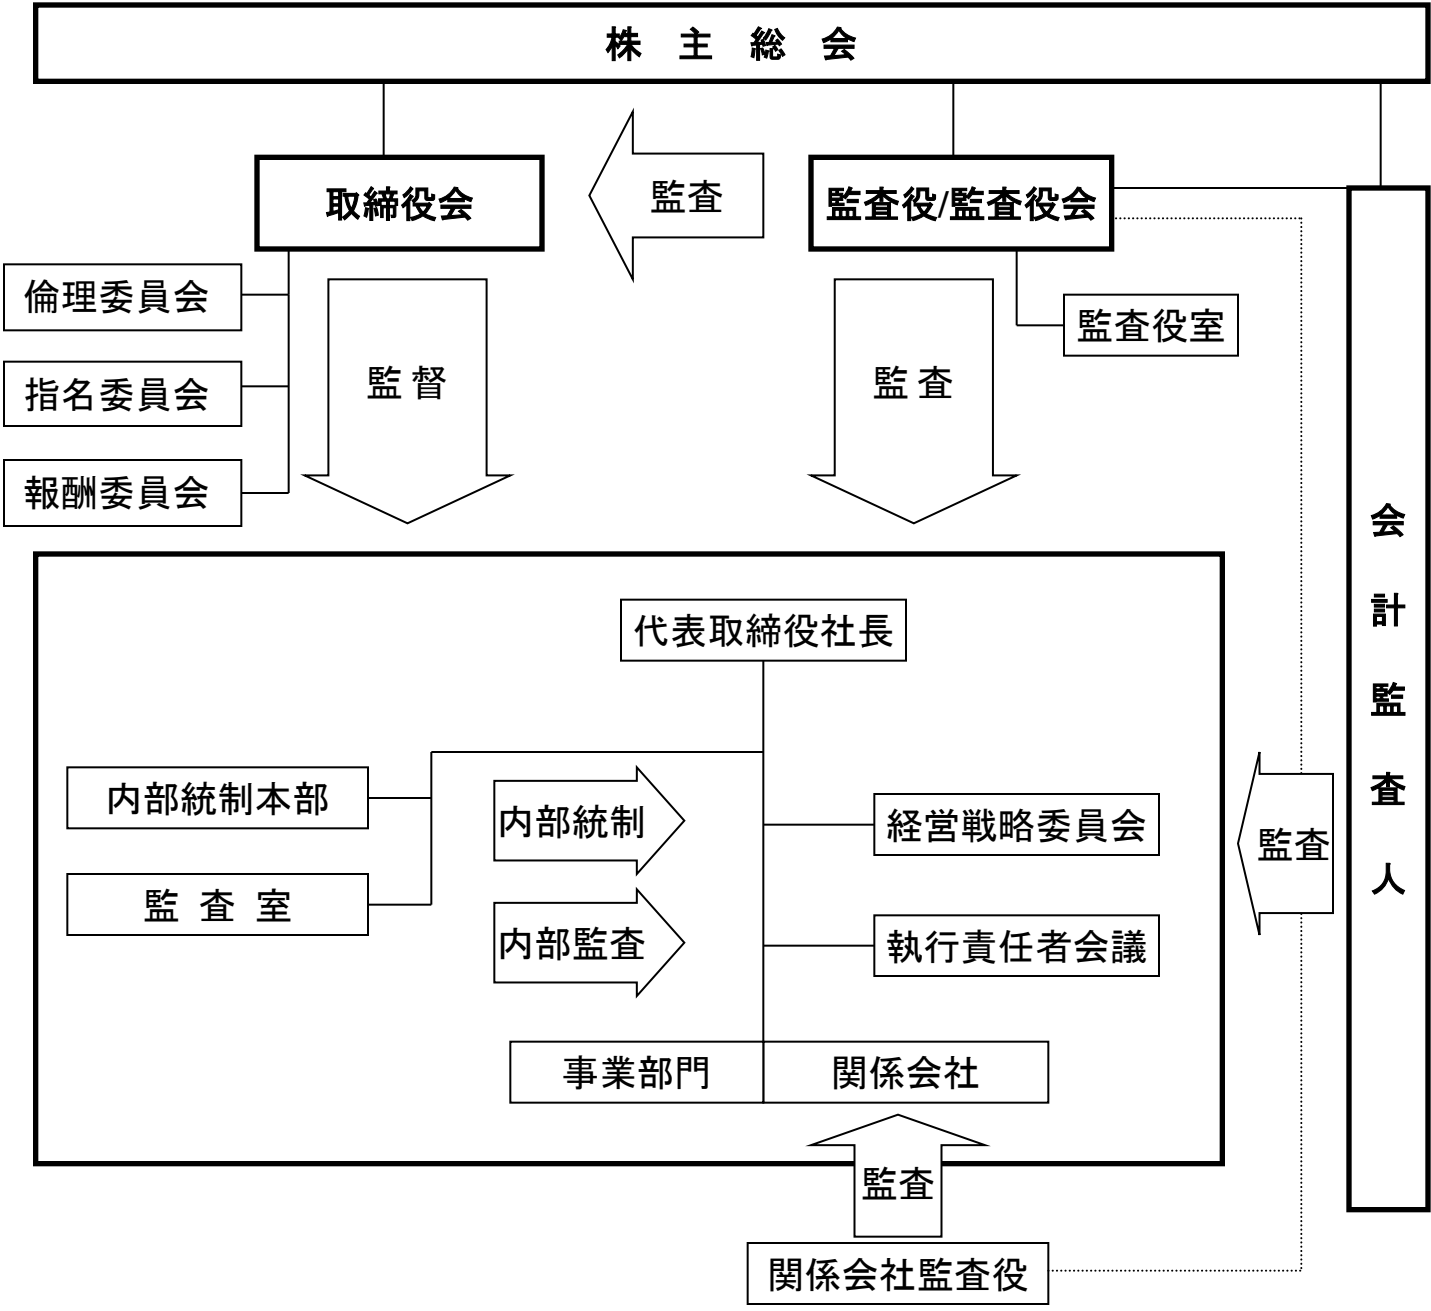 株　主　総　会
取締役会
監査
監査役/監査役会
倫理委員会
指名委員会
報酬委員会
監 督
監 査
監査役室
会計監査人
代表取締役社長
内部統制本部
監 査 室
内部統制
内部監査
経営戦略委員会
執行責任者会議
監査
事業部門
関係会社
監査
関係会社監査役